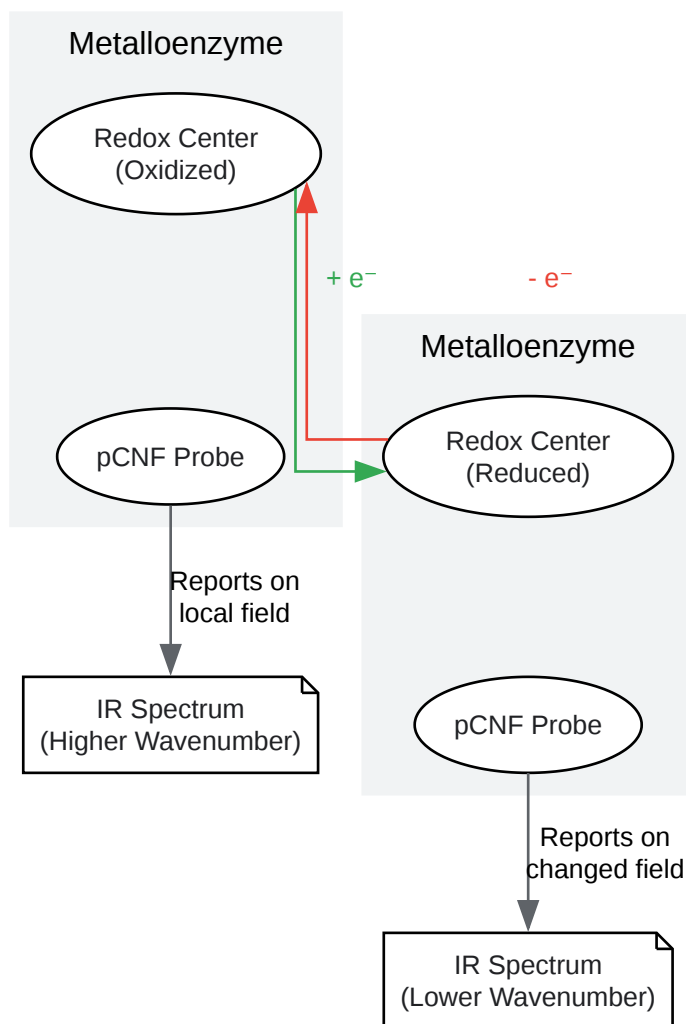 Metalloenzyme
Redox Center
(Oxidized)
+ e⁻
- e⁻
Metalloenzyme
Redox Center
(Reduced)
pCNF Probe
Reports on
local field
IR Spectrum
(Higher Wavenumber)
pCNF Probe
Reports on
changed field
IR Spectrum
(Lower Wavenumber)